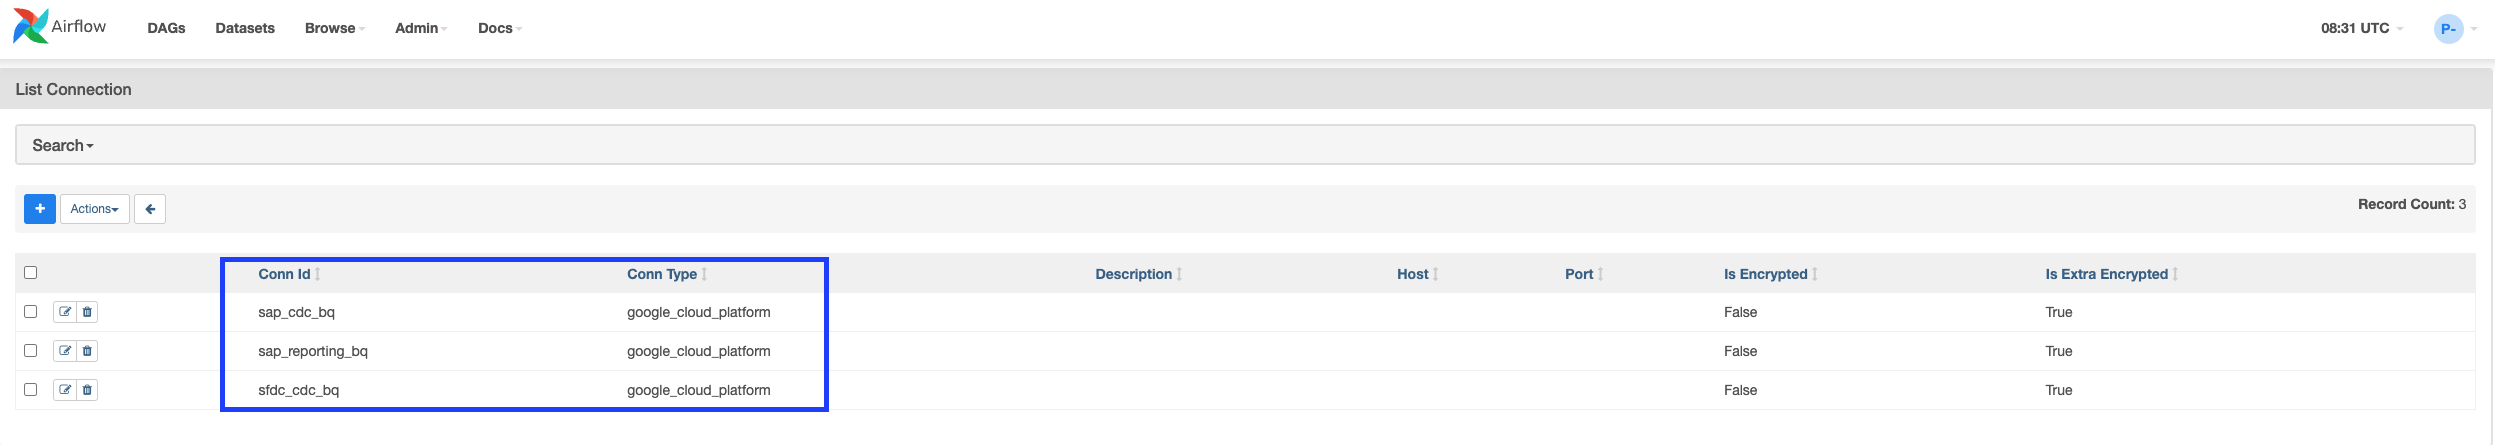 Airflow DAGs Datasets Browse Admin Docs 08:31 UTC P-
List Connection
Search
+ Actions Record Count: 3
Conn Id Conn Type Description Host Port Is Encrypted Is Extra Encrypted
sap_cdc_bq google_cloud_platform False True
sap_reporting_bq google_cloud_platform False True
sfdc_cdc_bq google_cloud_platform False True